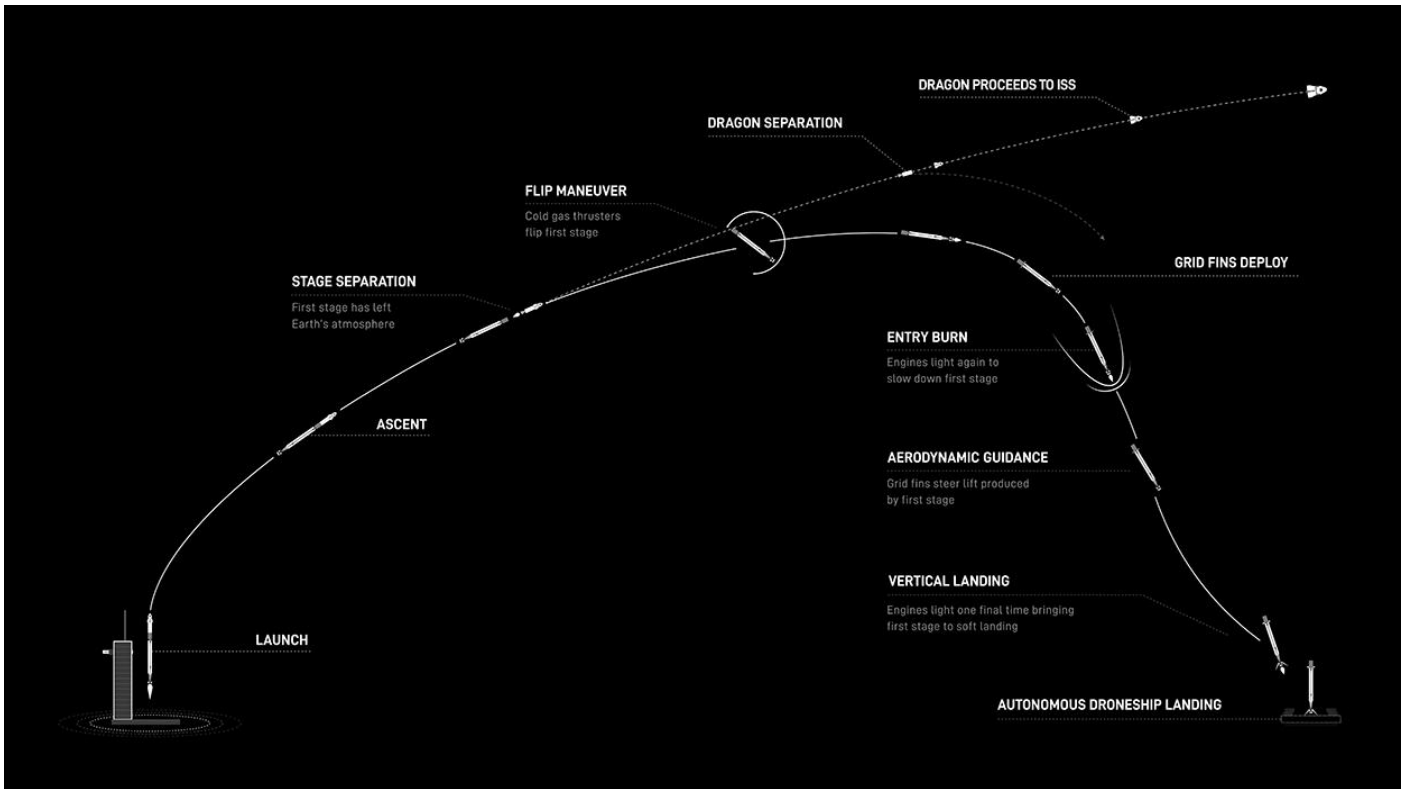 DRAGON PROCEEDS TO ISS
DRAGON SEPARATION
FLIP MANEUVER
Cold gas thrusters
flip first stage
GRID FINS DEPLOY
STAGE SEPARATION
First stage has left
Earth's atmosphere
ENTRY BURN
Engines light again to
slow down first stage
ASCENT
AERODYNAMIC GUIDANCE
Grid fins steer lift produced
by first stage
VERTICAL LANDING
Engines light one final time bringing
first stage to soft landing
LAUNCH
AUTONOMOUS DRONESHIP LANDING